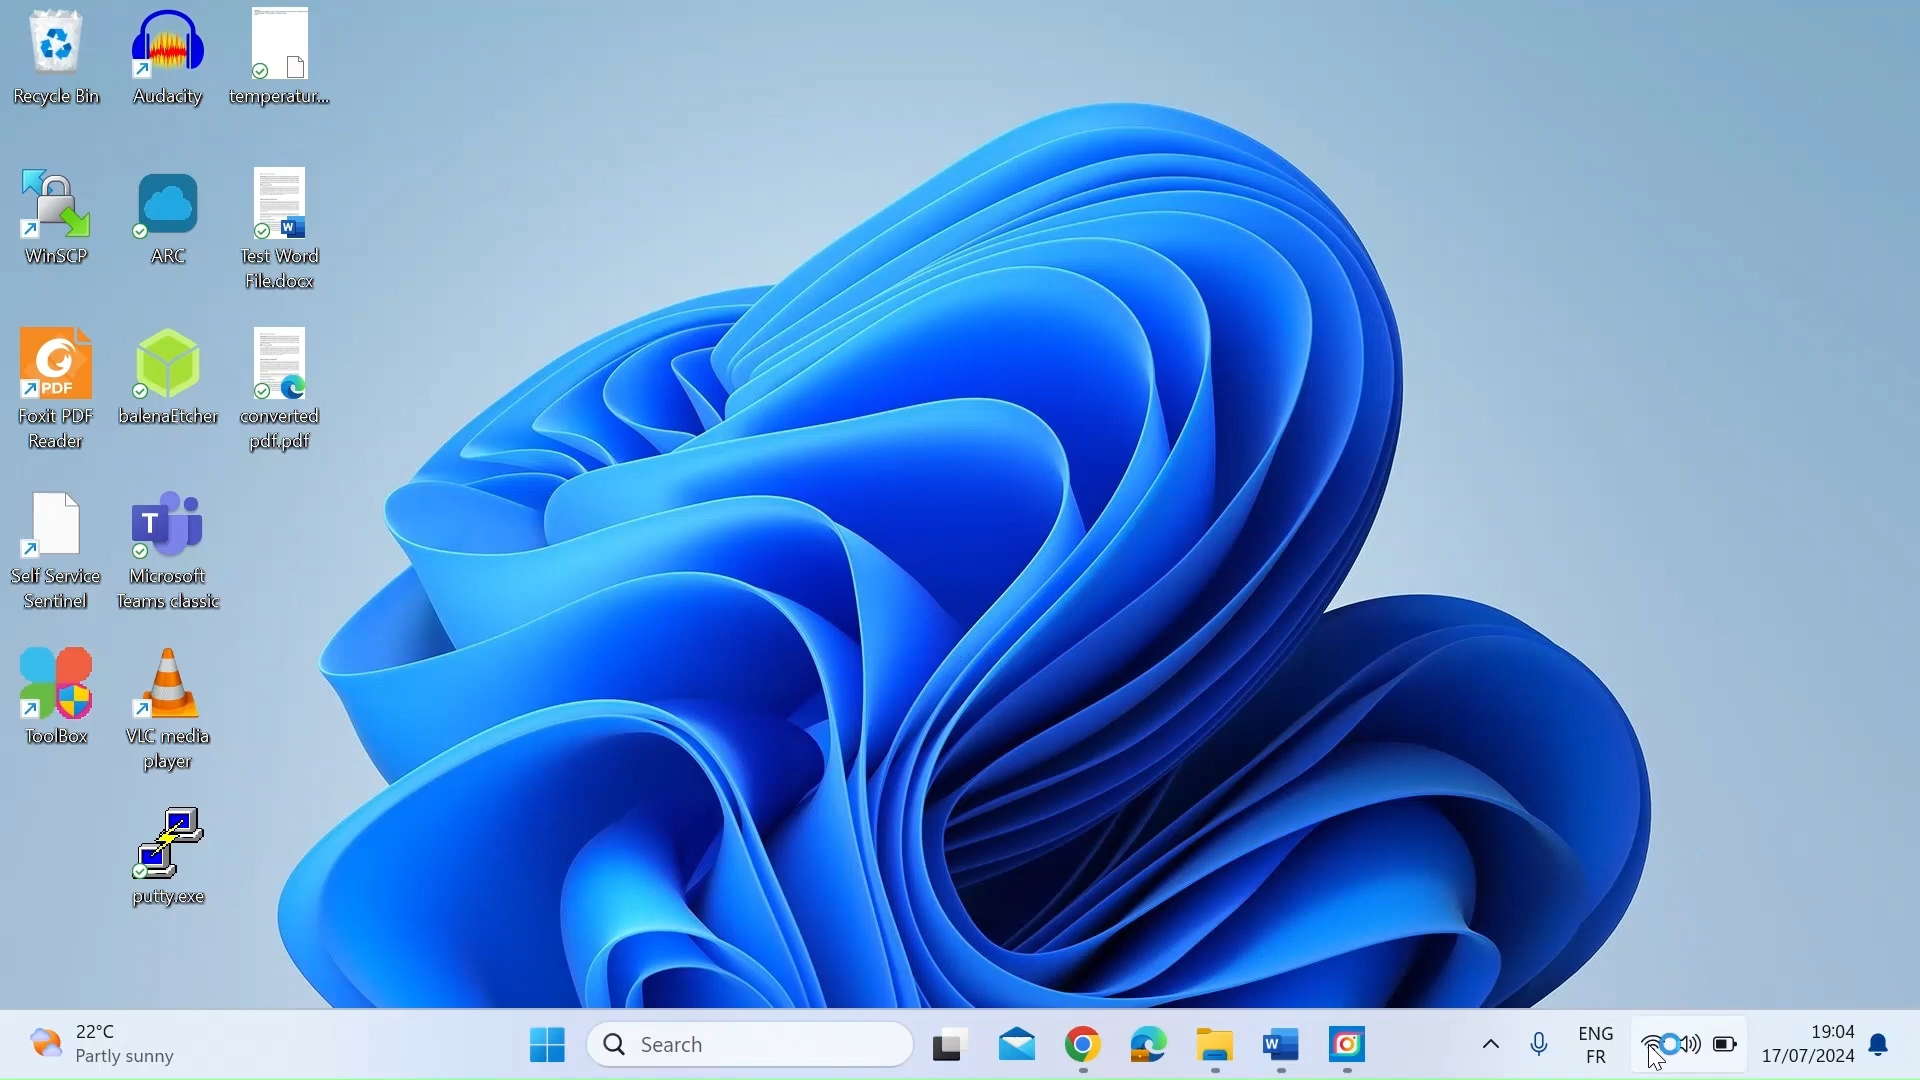 Recycle Bin
Audacity
temperatur...
WinSCP
ARC
Test Word
File.docx
PDF
Foxit PDF
Reader
balenaEtcher
converted
pdf.pdf
Self Service
Sentinel
T
Microsoft
Teams classic
ToolBox
VLC media
player
putty.exe
22°C
Partly sunny
Search
W
ENG
FR
19:04
17/07/2024